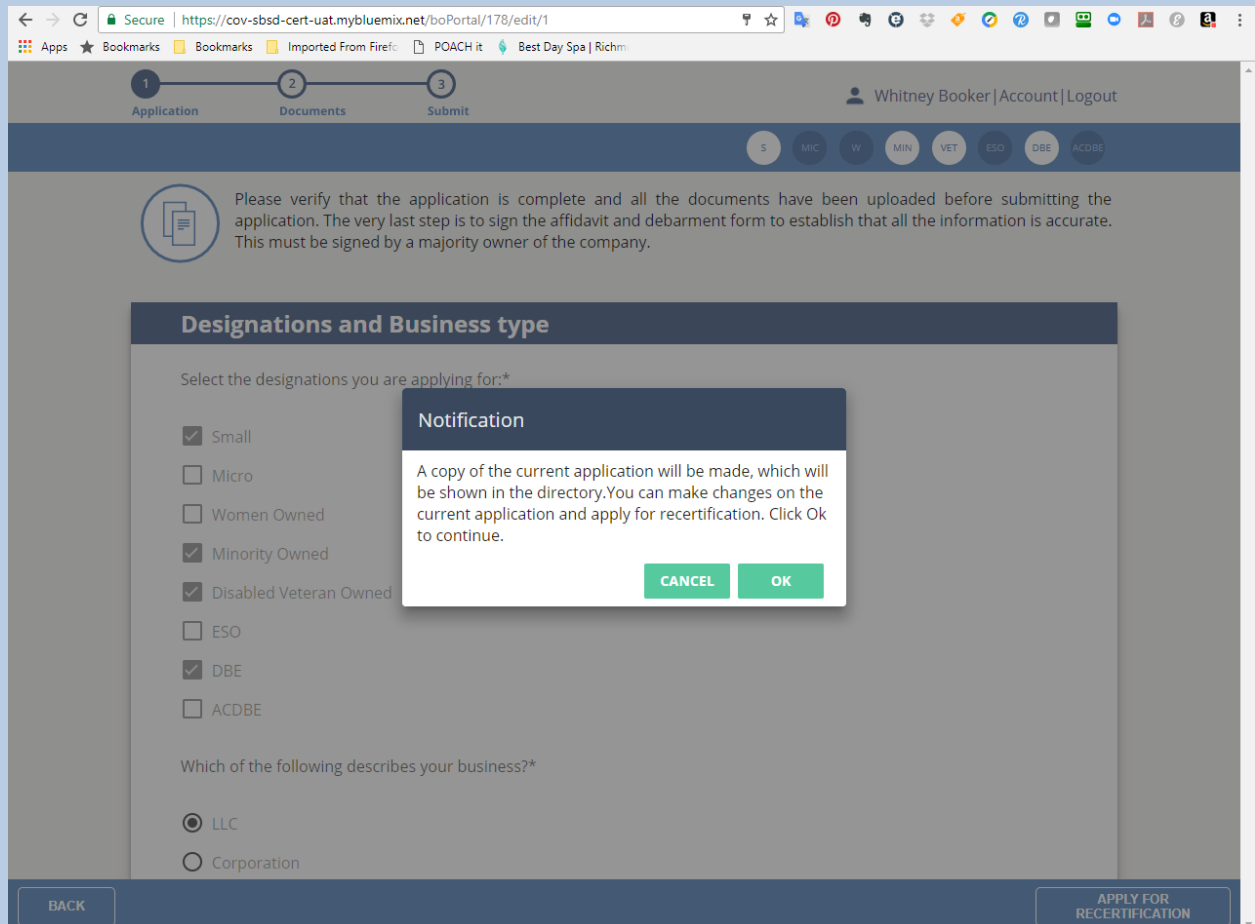 Secure | https://cov-sbsd-cert-uat.mybluemix.net/boPortal/178/edit/1
Apps Bookmarks Bookmarks Imported From Firefo POACH it Best Day Spa | Richm
1 2 3
Application Documents Submit
Whitney Booker|Account|Logout
S MIC W MIN VET ESO DBE ACDBE
Please verify that the application is complete and all the documents have been uploaded before submitting the
application. The very last step is to sign the affidavit and debarment form to establish that all the information is accurate.
This must be signed by a majority owner of the company.
Designations and Business type
Select the designations you are applying for:*
Small
Micro
Women Owned
Minority Owned
Disabled Veteran Owned
ESO
DBE
ACDBE
Notification
A copy of the current application will be made, which will
be shown in the directory.You can make changes on the
current application and apply for recertification. Click Ok
to continue.
CANCEL OK
Which of the following describes your business?*
LLC
Corporation
BACK
APPLY FOR
RECERTIFICATION